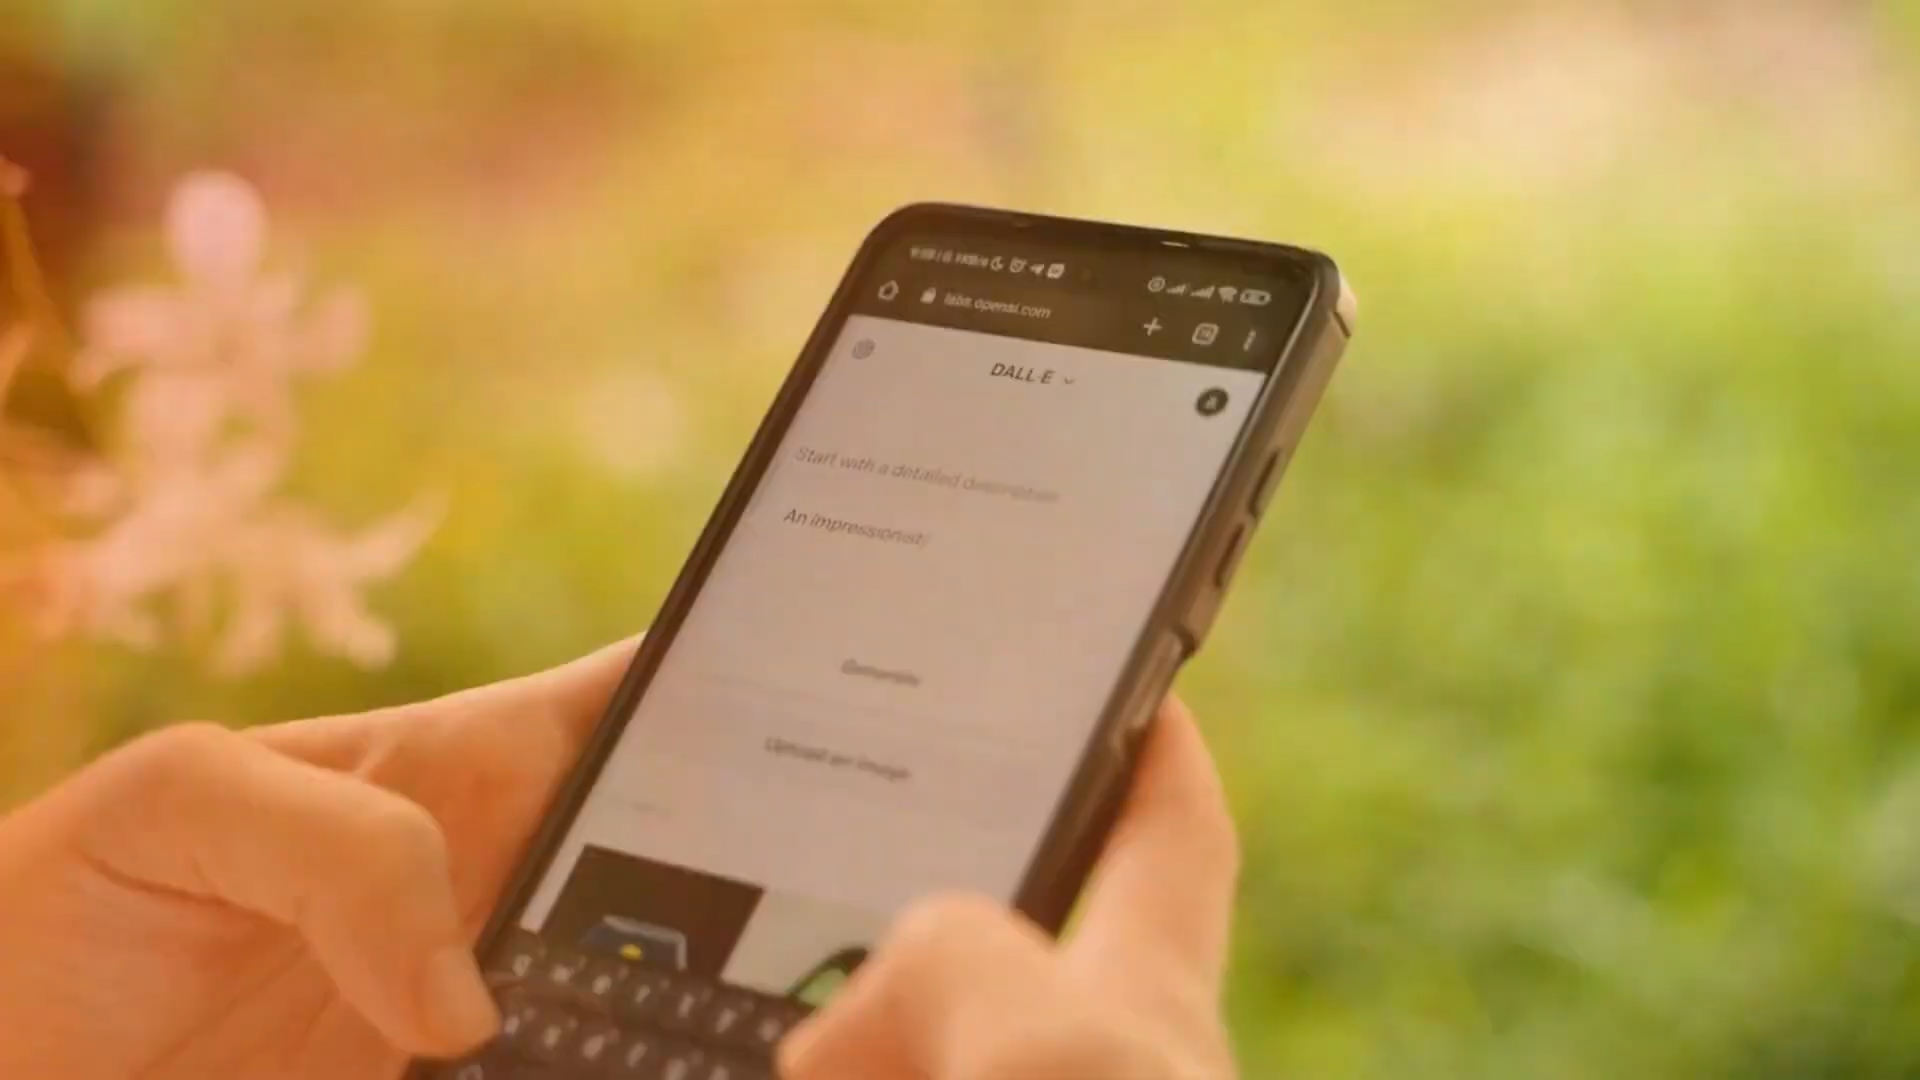 labs.openai.com
DALL·E
Start with a detailed description
An impressionist
Generate
Upload an image